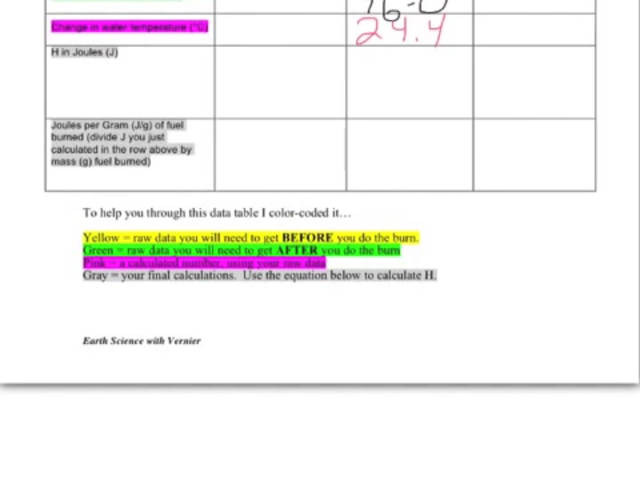 16.0
Change in water temperature (°C)
24.4
H in Joules (J)
Joules per Gram (J/g) of fuel
burned (divide J you just
calculated in the row above by
mass (g) fuel burned)
To help you through this data table I color-coded it…
Yellow = raw data you will need to get BEFORE you do the burn.
Green = raw data you will need to get AFTER you do the burn
Pink = a calculated number, using your raw data
Gray = your final calculations. Use the equation below to calculate H.
Earth Science with Vernier